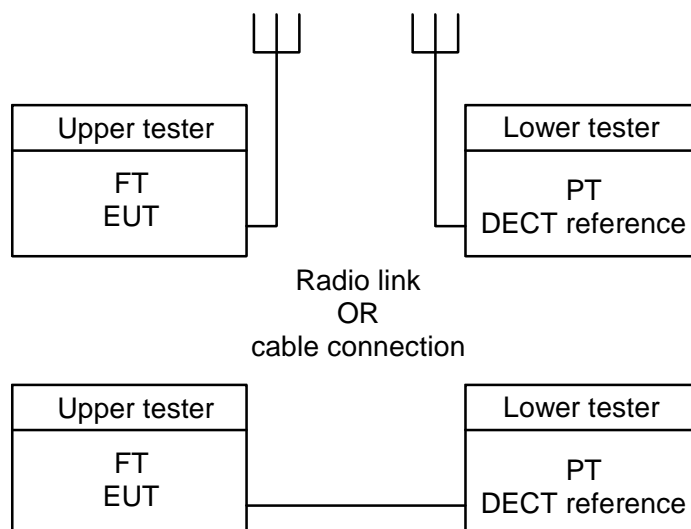 Upper tester
FT
EUT
Lower tester
PT
DECT reference
Radio link
OR
cable connection
Upper tester
FT
EUT
Lower tester
PT
DECT reference